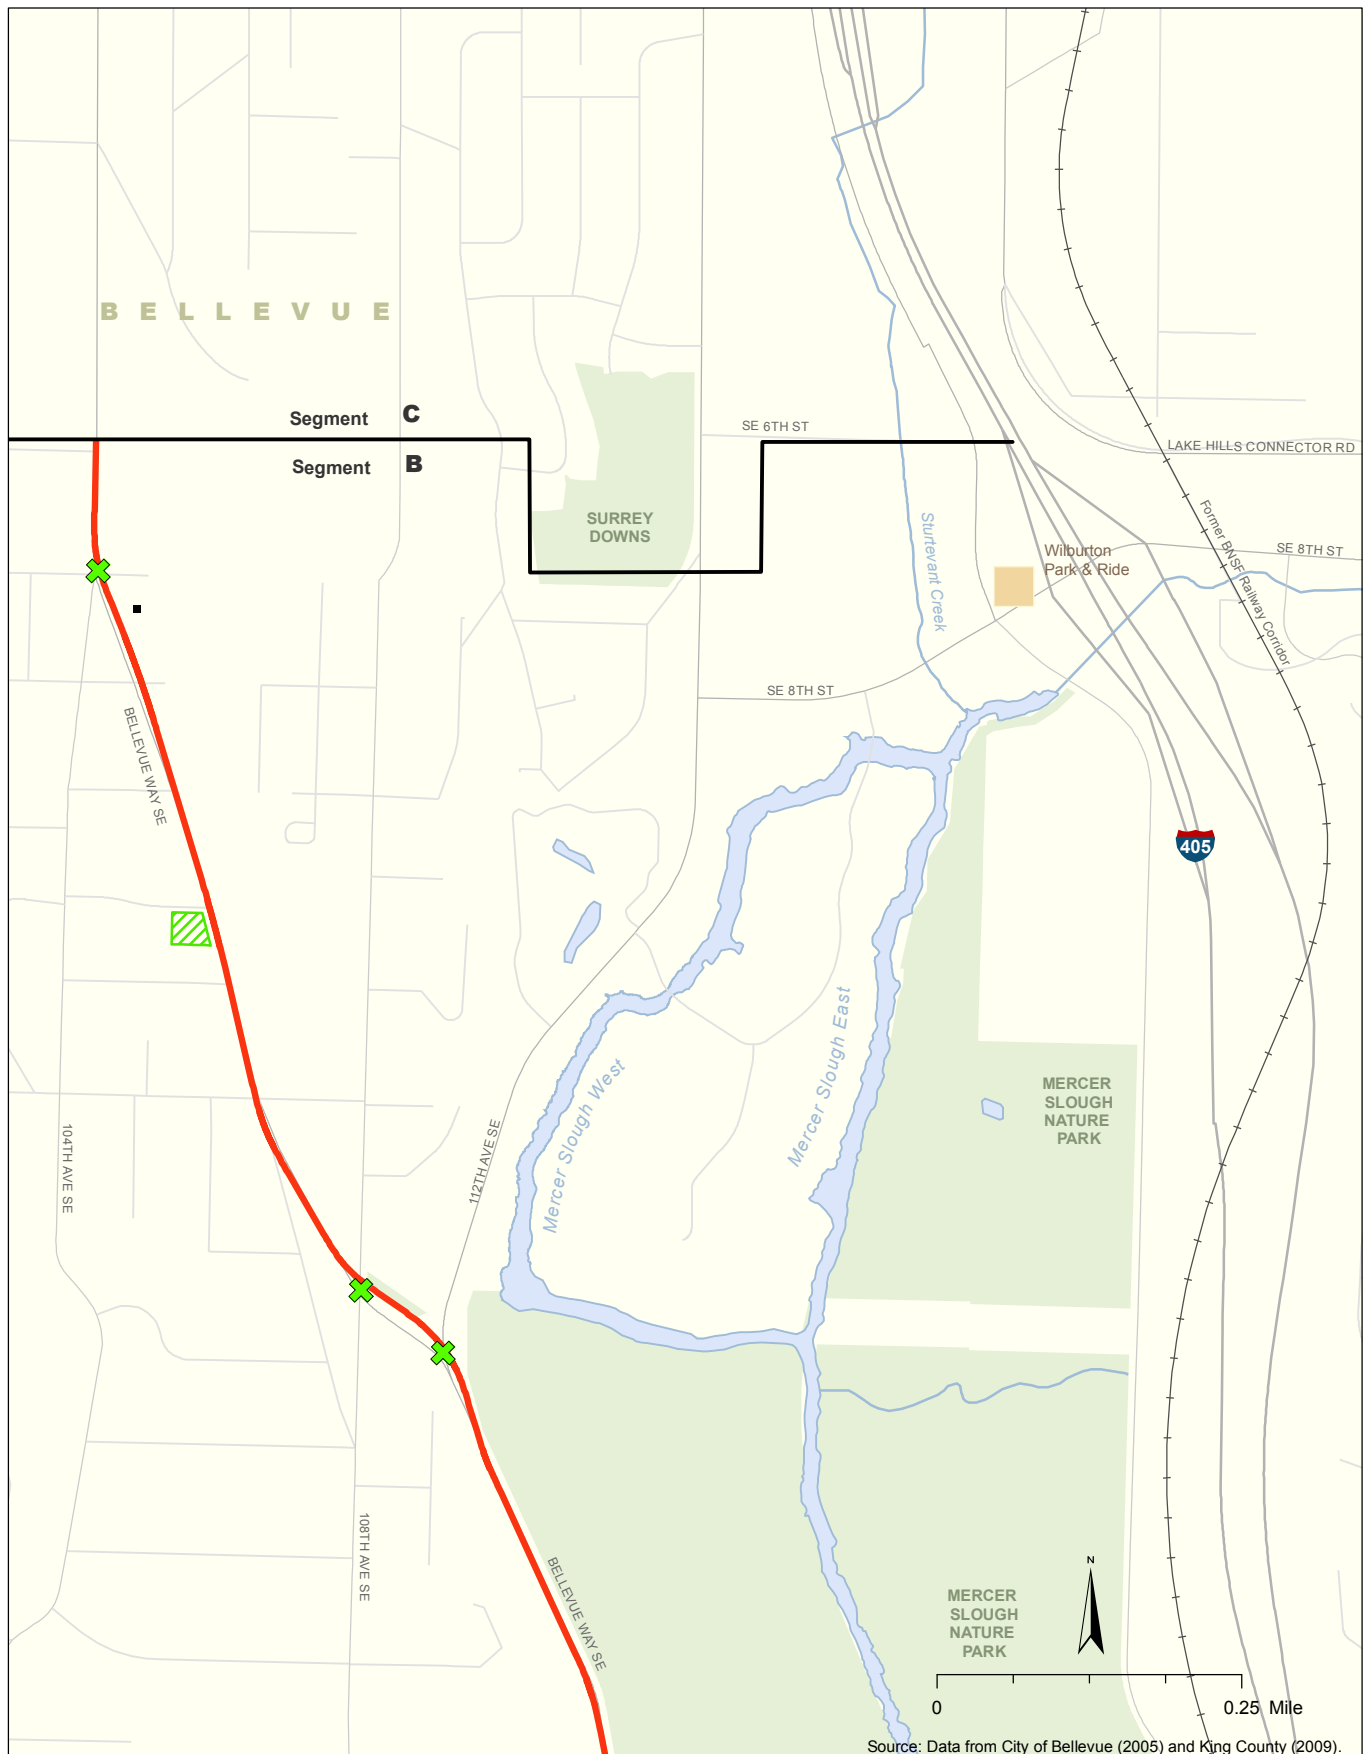 BELLEVUE
Segment C
Segment B
SE 6TH ST
LAKE HILLS CONNECTOR RD
SURREY
DOWNS
Sturtevant Creek
Wilburton
Park & Ride
Former BNSF Railway Corridor
SE 8TH ST
SE 8TH ST
BELLEVUE WAY SE
405
Mercer Slough East
Mercer Slough West
MERCER
SLOUGH
NATURE
PARK
104TH AVE SE
112TH AVE SE
108TH AVE SE
BELLEVUE WAY SE
N
MERCER
SLOUGH
NATURE
PARK
0 0.25 Mile
Source: Data from City of Bellevue (2005) and King County (2009).